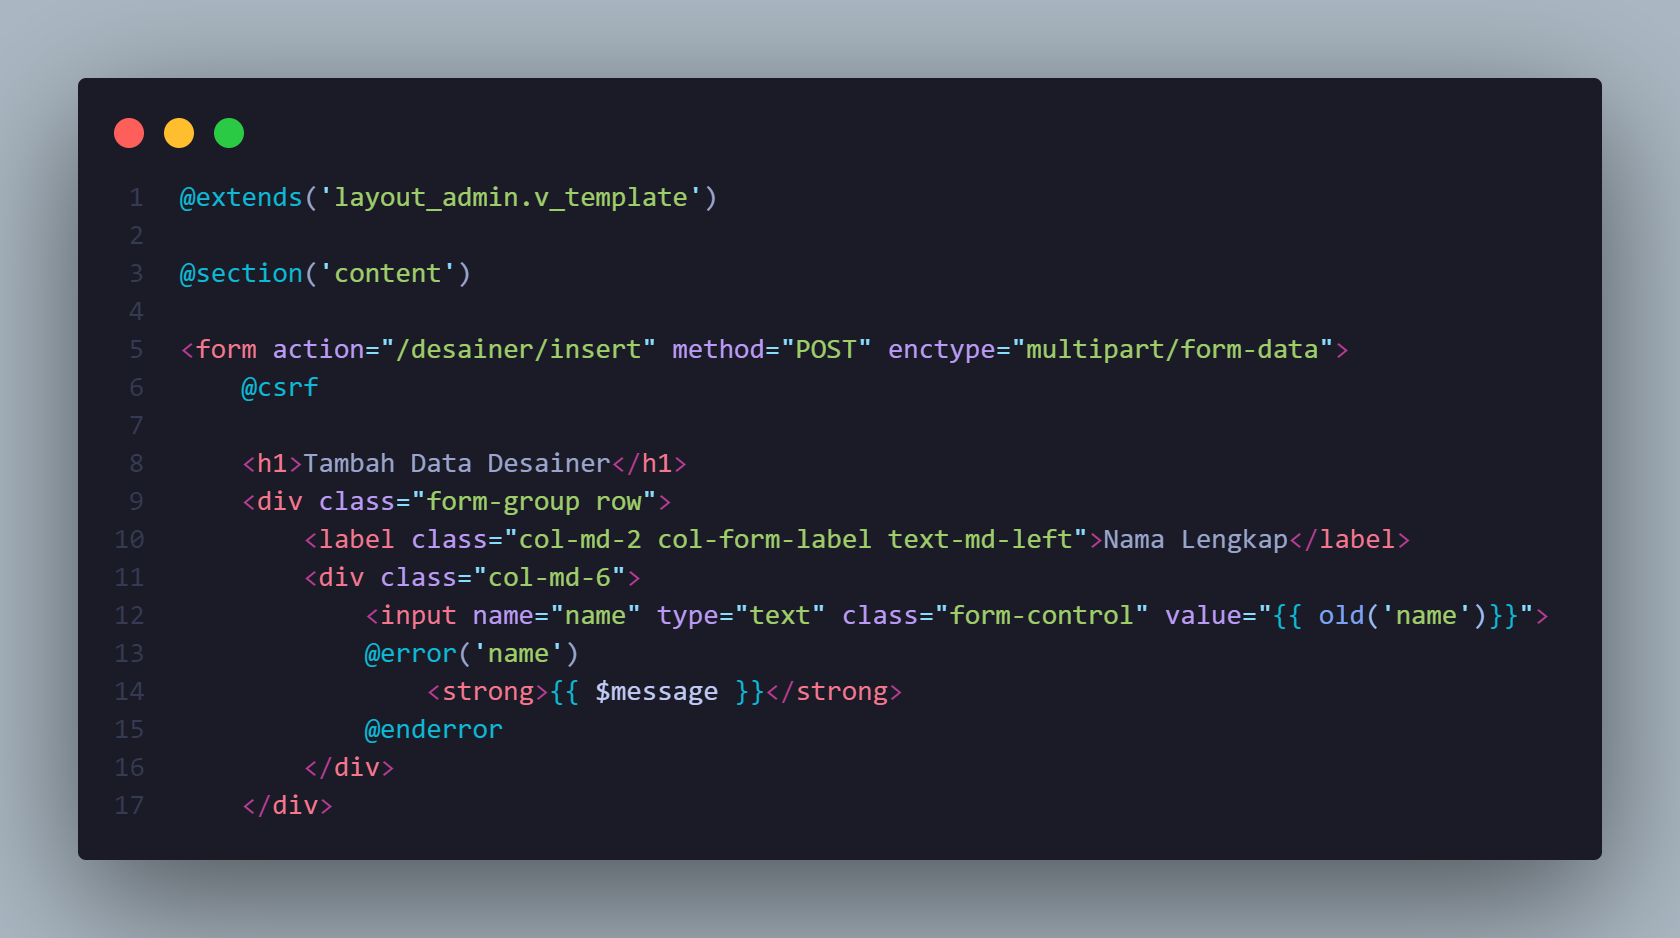 1 @extends('layout_admin.v_template')
2
3 @section('content')
4
5 <form action="/desainer/insert" method="POST" enctype="multipart/form-data">
6     @csrf
7
8     <h1>Tambah Data Desainer</h1>
9     <div class="form-group row">
10         <label class="col-md-2 col-form-label text-md-left">Nama Lengkap</label>
11         <div class="col-md-6">
12             <input name="name" type="text" class="form-control" value="{{ old('name')}}">
13             @error('name')
14                 <strong>{{ $message }}</strong>
15             @enderror
16         </div>
17     </div>